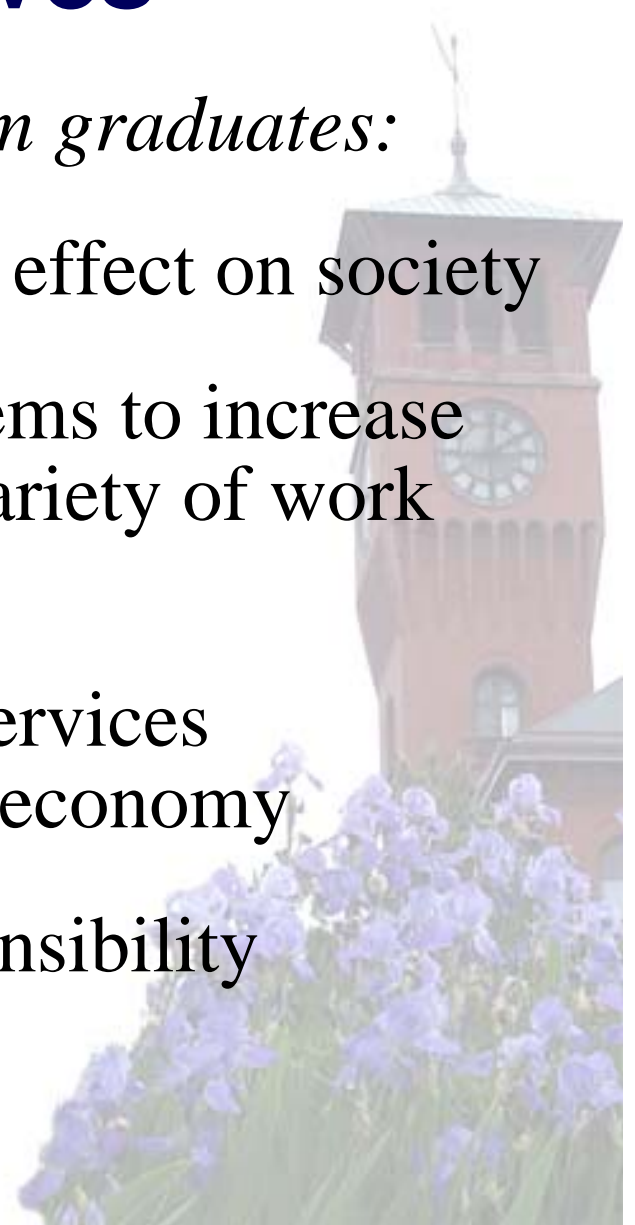 n graduates:
effect on society
ems to increase
ariety of work
ervices
economy
nsibility